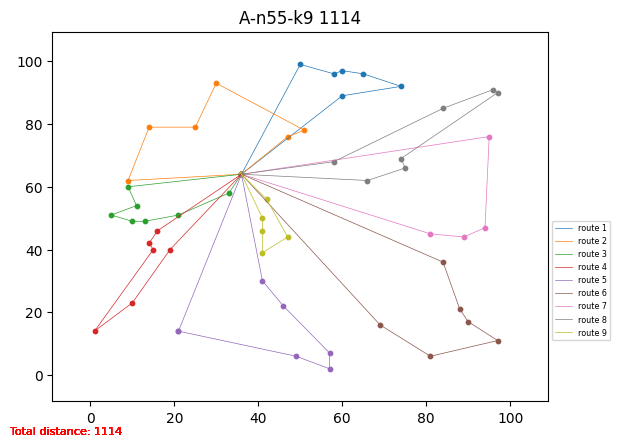 A-n55-k9 1114
100
80
60
40
20
0
0 20 40 60 80 100
route 1
route 2
route 3
route 4
route 5
route 6
route 7
route 8
route 9
Total distance: 1114